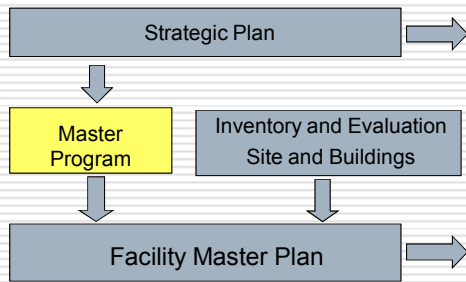 Strategic Plan
Master
Program
Inventory and Evaluation
Site and Buildings
Facility Master Plan